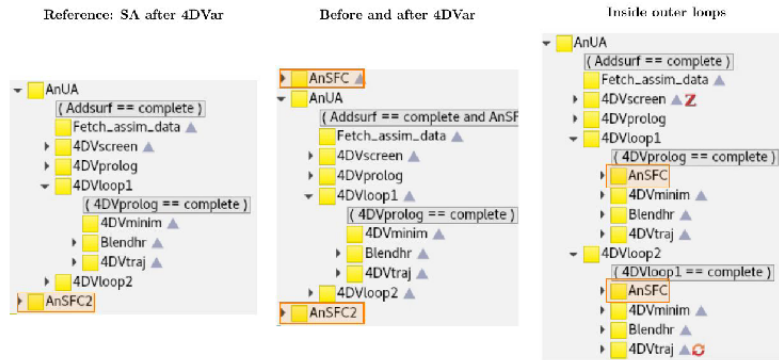 Reference: SA after 4DVar
AnUA
( Addsurf == complete )
Fetch_assim_data
4DVscreen
4DVprolog
4DVloop1
( 4DVprolog == complete )
4DVminim
Blendhr
4DVtraj
4DVloop2
AnSFC2
Before and after 4DVar
AnSFC
AnUA
( Addsurf == complete and AnSF
Fetch_assim_data
4DVscreen
4DVprolog
4DVloop1
( 4DVprolog == complete )
4DVminim
Blendhr
4DVtraj
4DVloop2
AnSFC2
Inside outer loops
AnUA
( Addsurf == complete )
Fetch_assim_data
4DVscreen Z
4DVprolog
4DVloop1
( 4DVprolog == complete )
AnSFC
4DVminim
Blendhr
4DVtraj
4DVloop2
( 4DVloop1 == complete )
AnSFC
4DVminim
Blendhr
4DVtraj